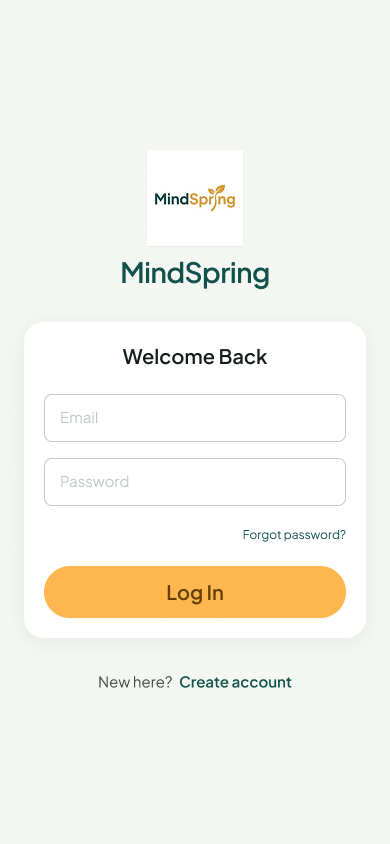 MindSpring
MindSpring
Welcome Back
Email
Password
Forgot password?
Log In
New here? Create account